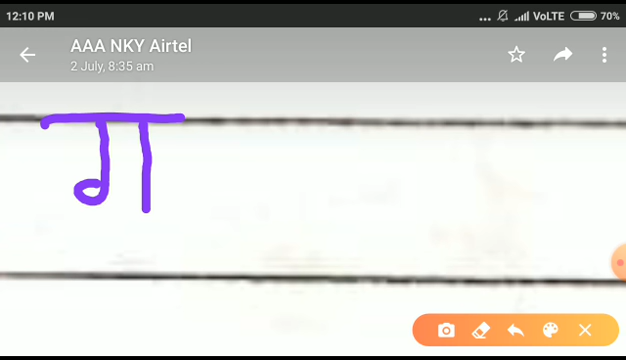 12:10 PM ... VoLTE 70%
AAA NKY Airtel
2 July, 8:35 am
ग